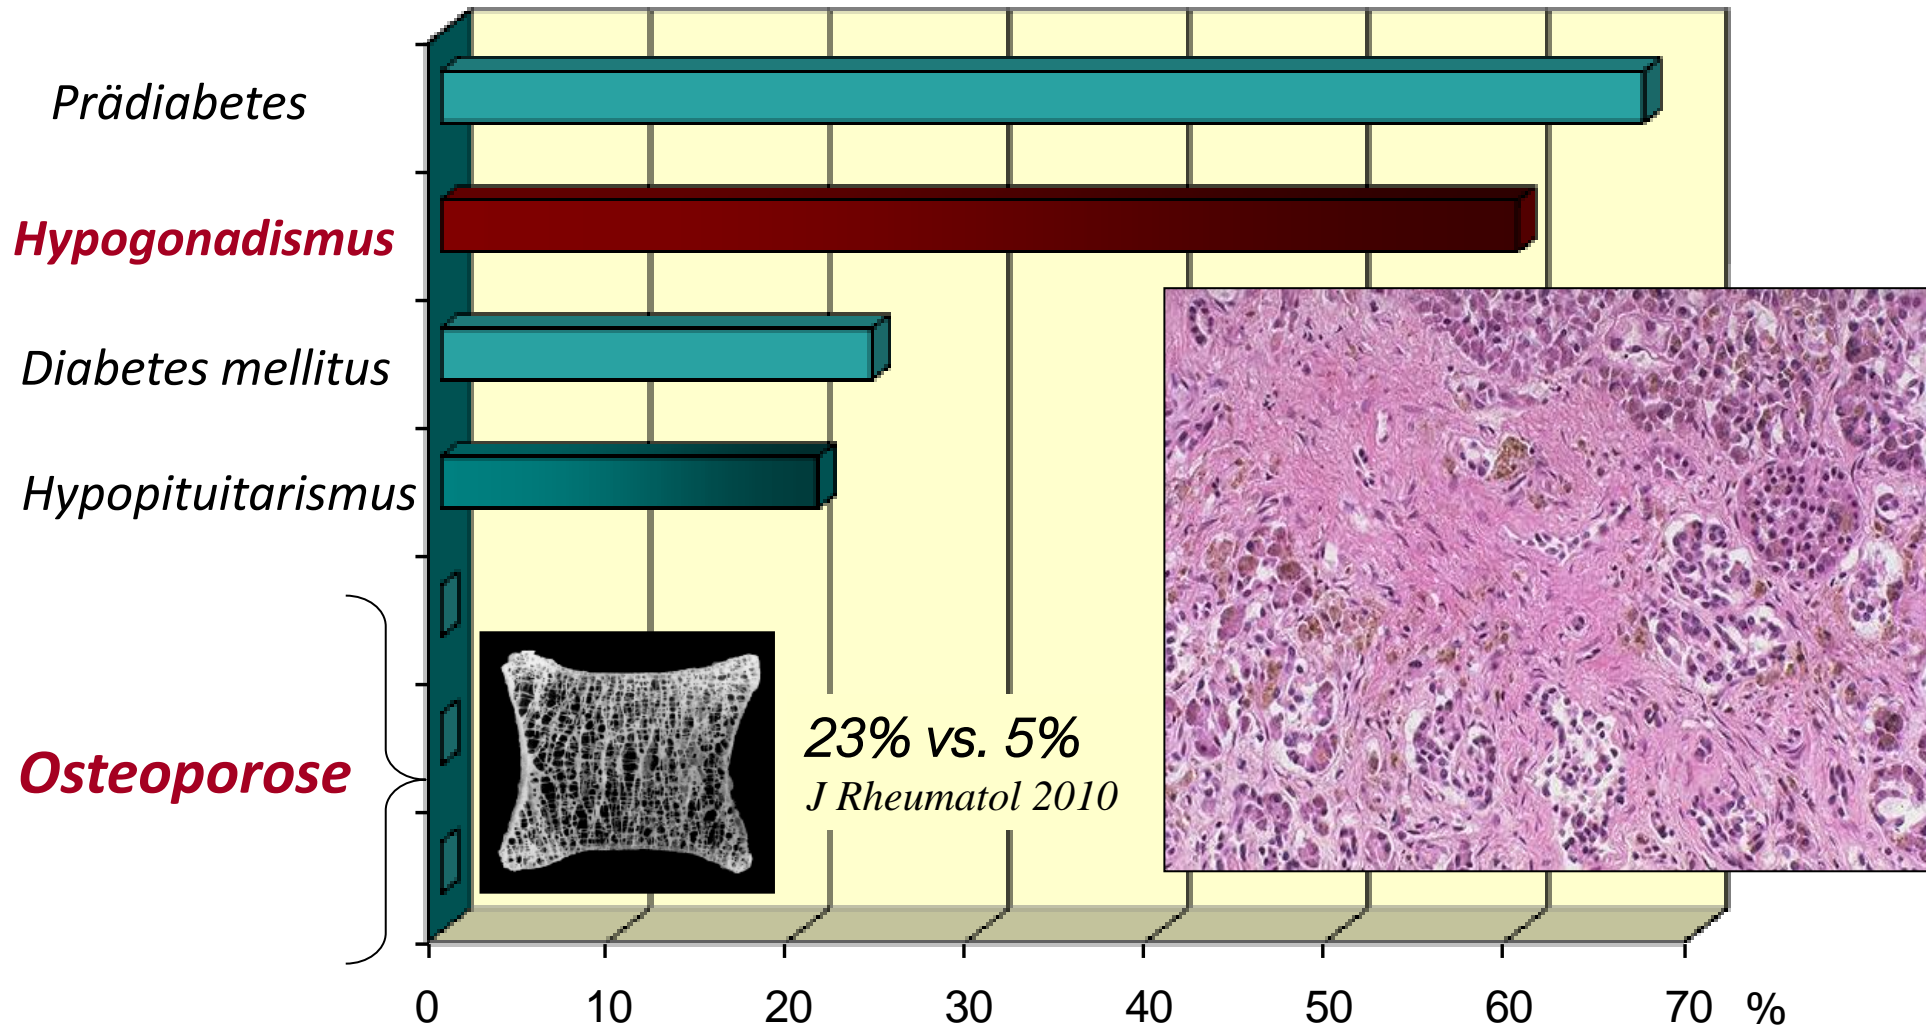 Prädiabetes
Hypogonadismus
Diabetes mellitus
Hypopituitarismus
Osteoporose
23% vs. 5%
J Rheumatol 2010
0 10 20 30 40 50 60 70 %